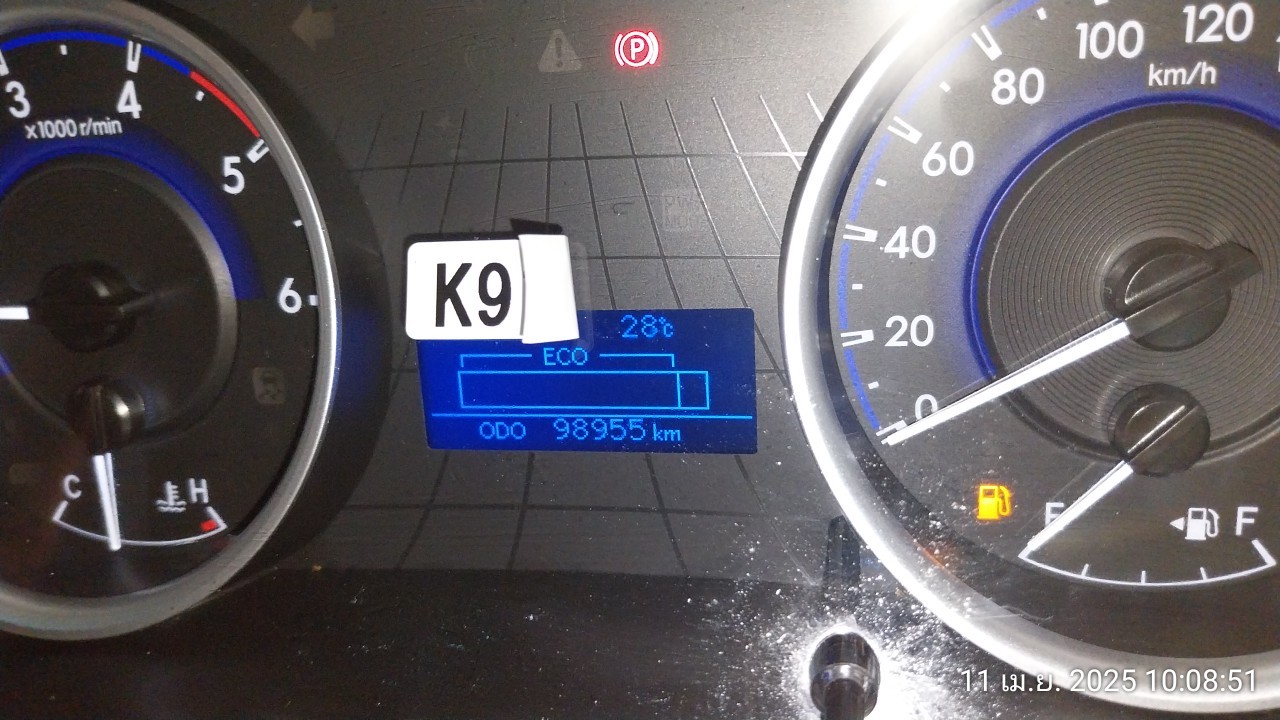 3
4
5
6
x1000 r/min
C
H
P
K9
28°c
ECO
ODO 98955 km
0
20
40
60
80
100
120
km/h
E
F
11 เม.ย. 2025 10:08:51